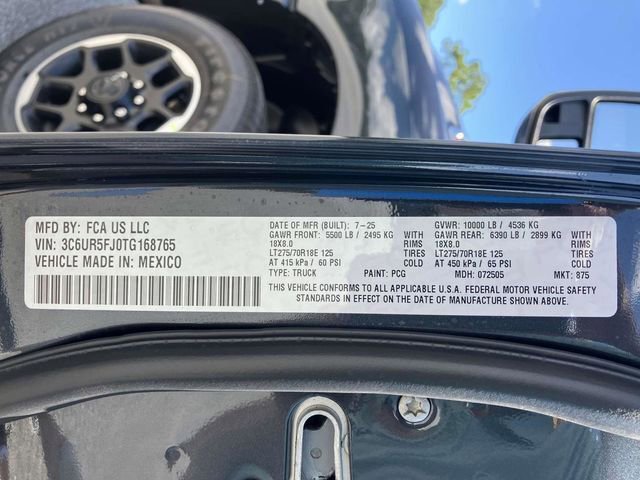 MFD BY: FCA US LLC
VIN: 3C6UR5FJ0TG168765
VEHICLE MADE IN: MEXICO
DATE OF MFR (BUILT): 7-25
GAWR FRONT: 5500 LB / 2495 KG WITH
18X8.0
LT275/70R18E 125 TIRES
AT 415 kPa / 60 PSI COLD
TYPE: TRUCK PAINT: PCG
GVWR: 10000 LB / 4536 KG
GAWR REAR: 6390 LB / 2899 KG WITH
18X8.0
LT275/70R18E 125 TIRES
AT 450 kPa / 65 PSI COLD
MDH: 072505 MKT: 875
THIS VEHICLE CONFORMS TO ALL APPLICABLE U.S.A. FEDERAL MOTOR VEHICLE SAFETY
STANDARDS IN EFFECT ON THE DATE OF MANUFACTURE SHOWN ABOVE.